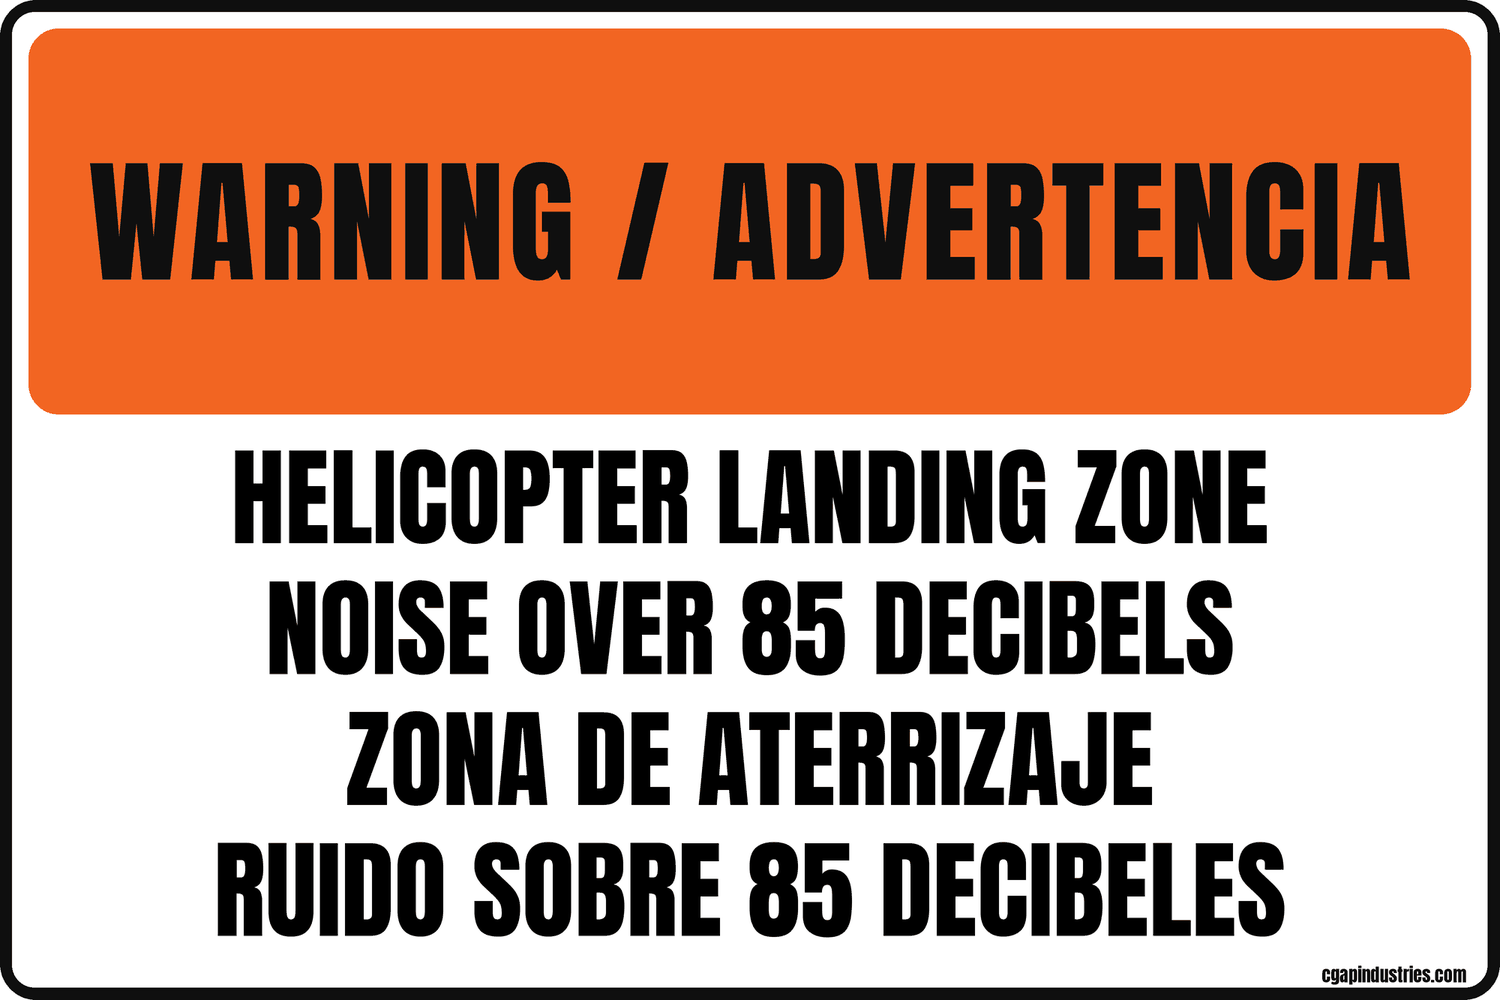 WARNING / ADVERTENCIA
HELICOPTER LANDING ZONE
NOISE OVER 85 DECIBELS
ZONA DE ATERRIZAJE
RUIDO SOBRE 85 DECIBELES
cgapindustries.com